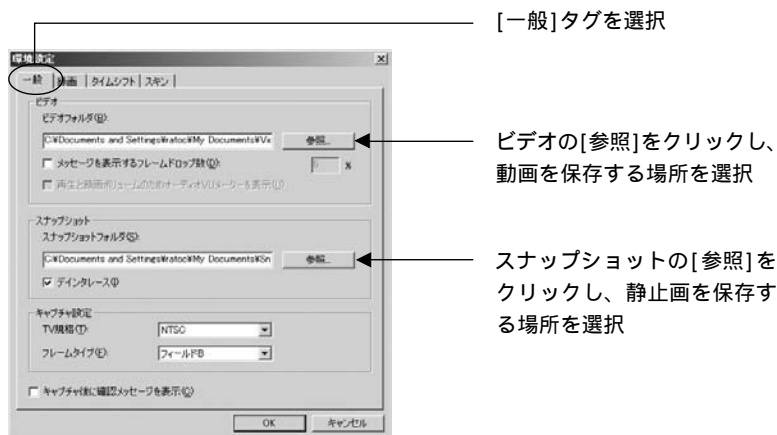 [一般]タグを選択
環境設定
一般 録画 タイムシフト スキン
ビデオ
ビデオフォルダ(B):
C:¥Documents and Settings¥ratoc¥My Documents¥Ve
参照...
メッセージを表示するフレームドロップ数(D):
%
再生と録画ボリュームのためオーディオVUメーターを表示(U)
ビデオの[参照]をクリックし、
動画を保存する場所を選択
スナップショット
スナップショットフォルダ(S):
C:¥Documents and Settings¥ratoc¥My Documents¥Sn
参照...
デインタレース(I)
スナップショットの[参照]を
クリックし、静止画を保存す
る場所を選択
キャプチャ設定
TV規格(T): NTSC
フレームタイプ(E): フィールドB
キャプチャ後に確認メッセージを表示(C)
OK キャンセル